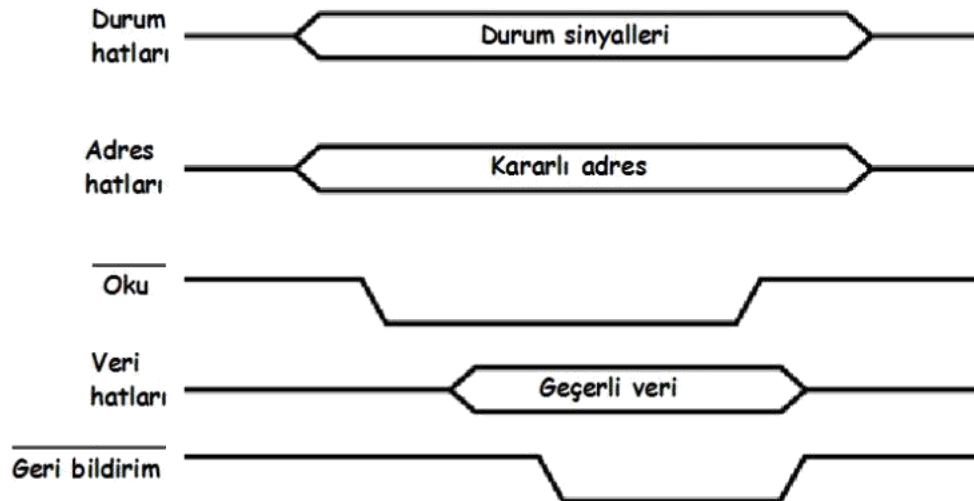 Durum
hatları
Durum sinyalleri
Adres
hatları
Kararlı adres
Oku
Veri
hatları
Geçerli veri
Geri bildirim